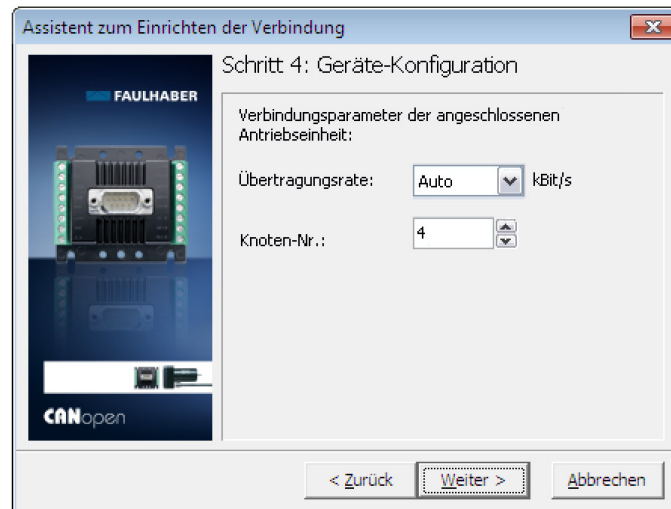 Assistent zum Einrichten der Verbindung
FAULHABER
Schritt 4: Geräte-Konfiguration
Verbindungsparameter der angeschlossenen
Antriebseinheit:
Übertragungsrate:
Auto
kBit/s
Knoten-Nr.:
4
CANopen
< Zurück
Weiter >
Abbrechen